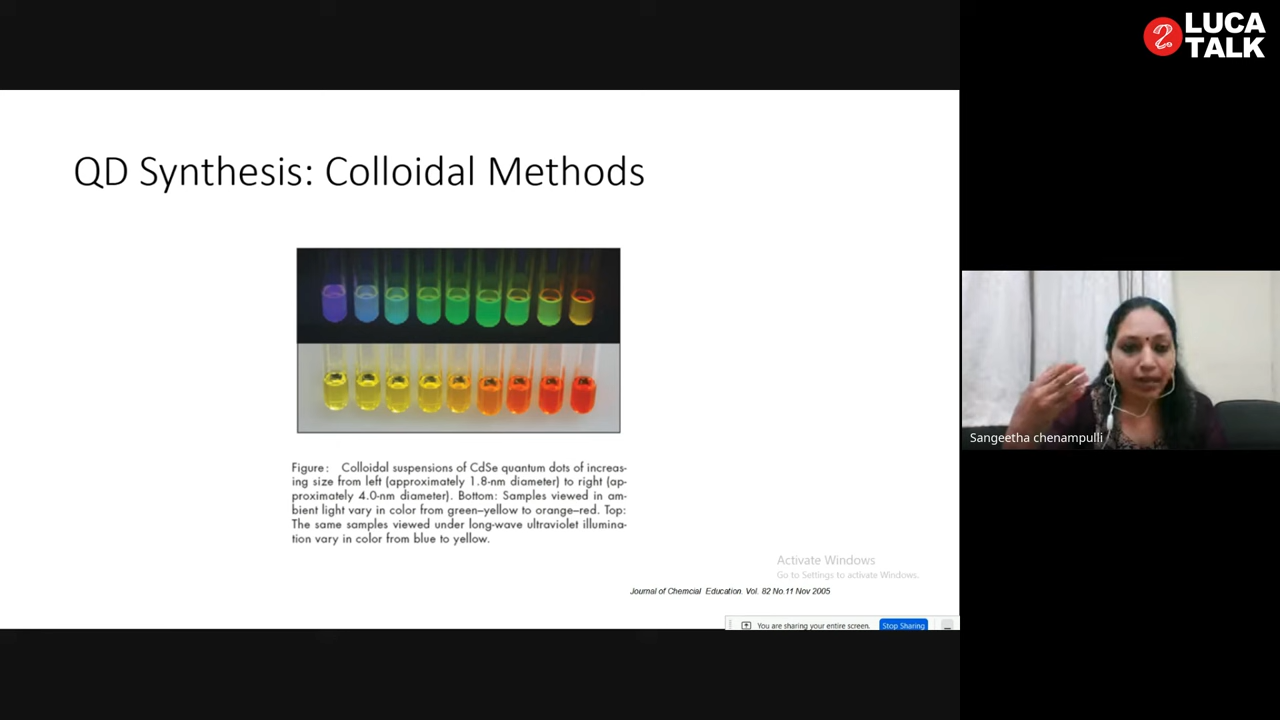 LUCA
TALK
QD Synthesis: Colloidal Methods
Figure: Colloidal suspensions of CdSe quantum dots of increas-
ing size from left (approximately 1.8-nm diameter) to right (ap-
proximately 4.0-nm diameter). Bottom: Samples viewed in am-
bient light vary in color from green–yellow to orange–red. Top:
The same samples viewed under long-wave ultraviolet illumina-
tion vary in color from blue to yellow.
Sangeetha chenampulli
Activate Windows
Go to Settings to activate Windows.
Journal of Chemcial Education. Vol. 82 No.11 Nov 2005
You are sharing your entire screen.
Stop Sharing